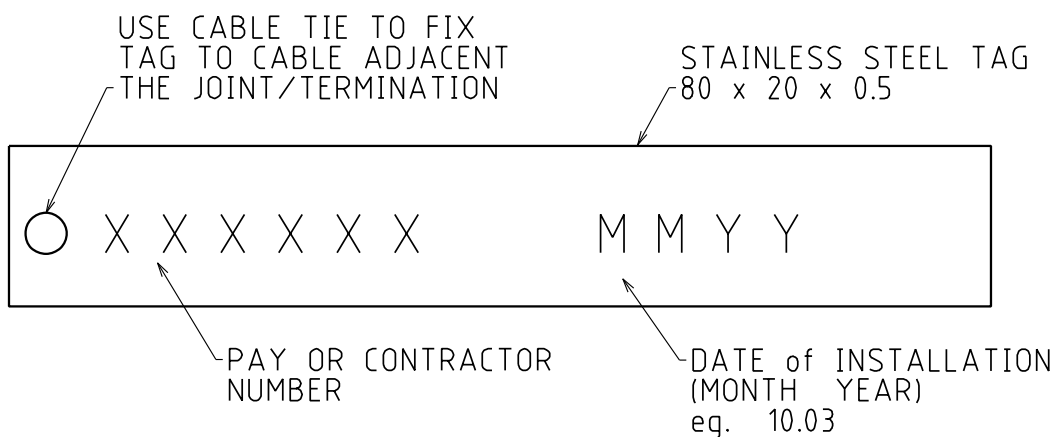 USE CABLE TIE TO FIX
TAG TO CABLE ADJACENT
THE JOINT/TERMINATION
STAINLESS STEEL TAG
80 x 20 x 0.5
X X X X X X
M M Y Y
PAY OR CONTRACTOR
NUMBER
DATE of INSTALLATION
(MONTH YEAR)
eg. 10.03